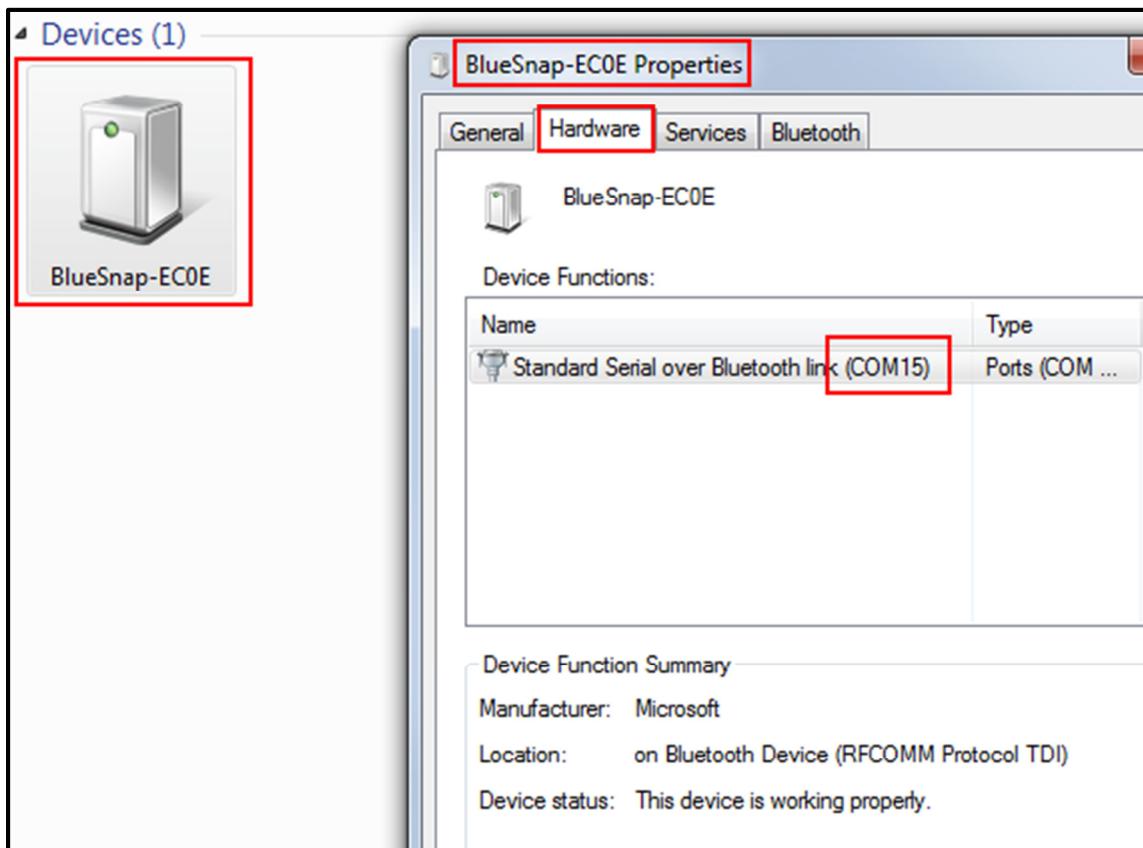 Devices (1)
BlueSnap-EC0E
BlueSnap-EC0E Properties
General Hardware Services Bluetooth
BlueSnap-EC0E
Device Functions:
Name Type
Standard Serial over Bluetooth link (COM15) Ports (COM ...
Device Function Summary
Manufacturer: Microsoft
Location: on Bluetooth Device (RFCOMM Protocol TDI)
Device status: This device is working properly.